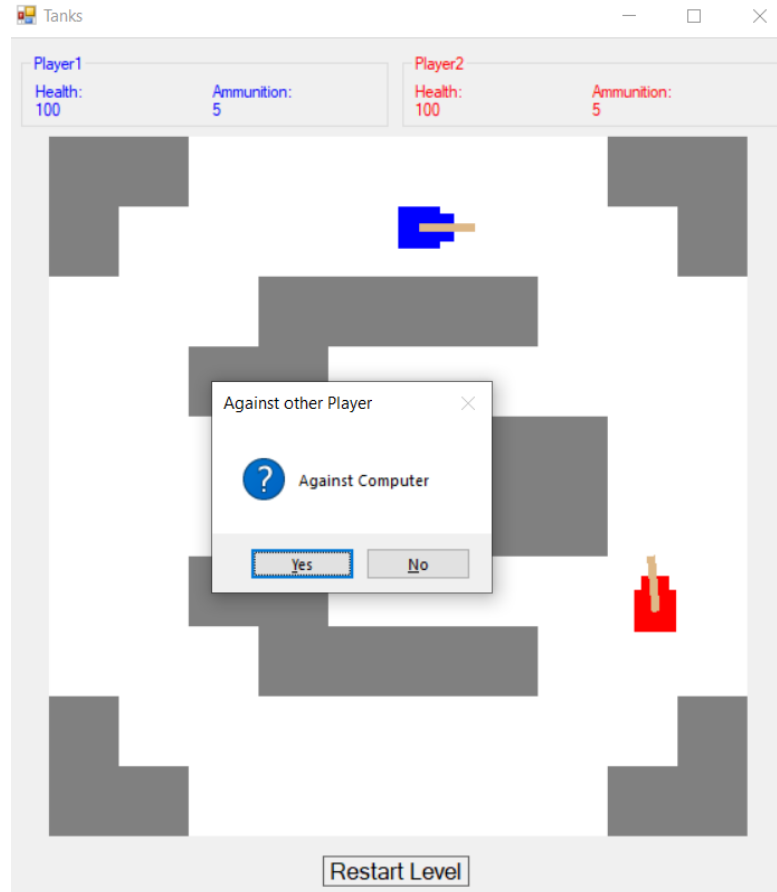 Tanks
Player1
Health:
100
Ammunition:
5
Player2
Health:
100
Ammunition:
5
Against other Player
Against Computer
Yes
No
Restart Level